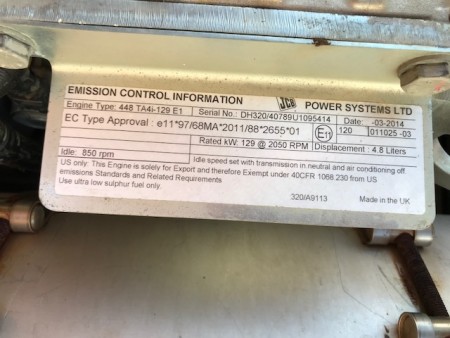 EMISSION CONTROL INFORMATION JCB POWER SYSTEMS LTD
Engine Type: 448 TA4i-129 E1 Serial No.: DH320/40789U1095414 Date: -03-2014
EC Type Approval : e11*97/68MA*2011/88*2655*01 E11 120 011025 -03
Rated kW: 129 @ 2050 RPM Displacement : 4.8 Liters
Idle: 850 rpm Idle speed set with transmission in neutral and air conditioning off.
US only: This Engine is solely for Export and therefore Exempt under 40CFR 1068.230 from US
emissions Standards and Related Requirements
Use ultra low sulphur fuel only.
320/A9113 Made in the UK